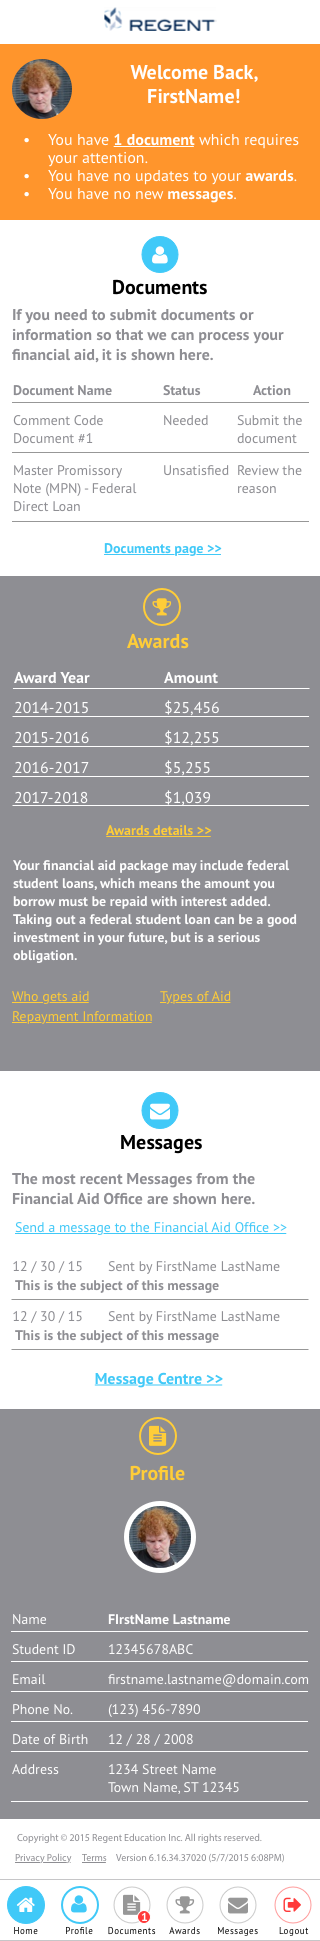 REGENT
Welcome Back,
FirstName!
• You have 1 document which requires
your attention.
• You have no updates to your awards.
• You have no new messages.
Documents
If you need to submit documents or
information so that we can process your
financial aid, it is shown here.
Document Name Status Action
Comment Code Needed Submit the
Document #1 document
Master Promissory Unsatisfied Review the
Note (MPN) - Federal reason
Direct Loan
Documents page >>
Awards
Award Year Amount
2014-2015 $25,456
2015-2016 $12,255
2016-2017 $5,255
2017-2018 $1,039
Awards details >>
Your financial aid package may include federal
student loans, which means the amount you
borrow must be repaid with interest added.
Taking out a federal student loan can be a good
investment in your future, but is a serious
obligation.
Who gets aid Types of Aid
Repayment Information
Messages
The most recent Messages from the
Financial Aid Office are shown here.
Send a message to the Financial Aid Office >>
12 / 30 / 15 Sent by FirstName LastName
This is the subject of this message
12 / 30 / 15 Sent by FirstName LastName
This is the subject of this message
Message Centre >>
Profile
Name FIrstName Lastname
Student ID 12345678ABC
Email firstname.lastname@domain.com
Phone No. (123) 456-7890
Date of Birth 12 / 28 / 2008
Address 1234 Street Name
Town Name, ST 12345
Copyright © 2015 Regent Education Inc. All rights reserved.
Privacy Policy Terms Version 6.16.34.37020 (5/7/2015 6:08PM)
1
Home Profile Documents Awards Messages Logout